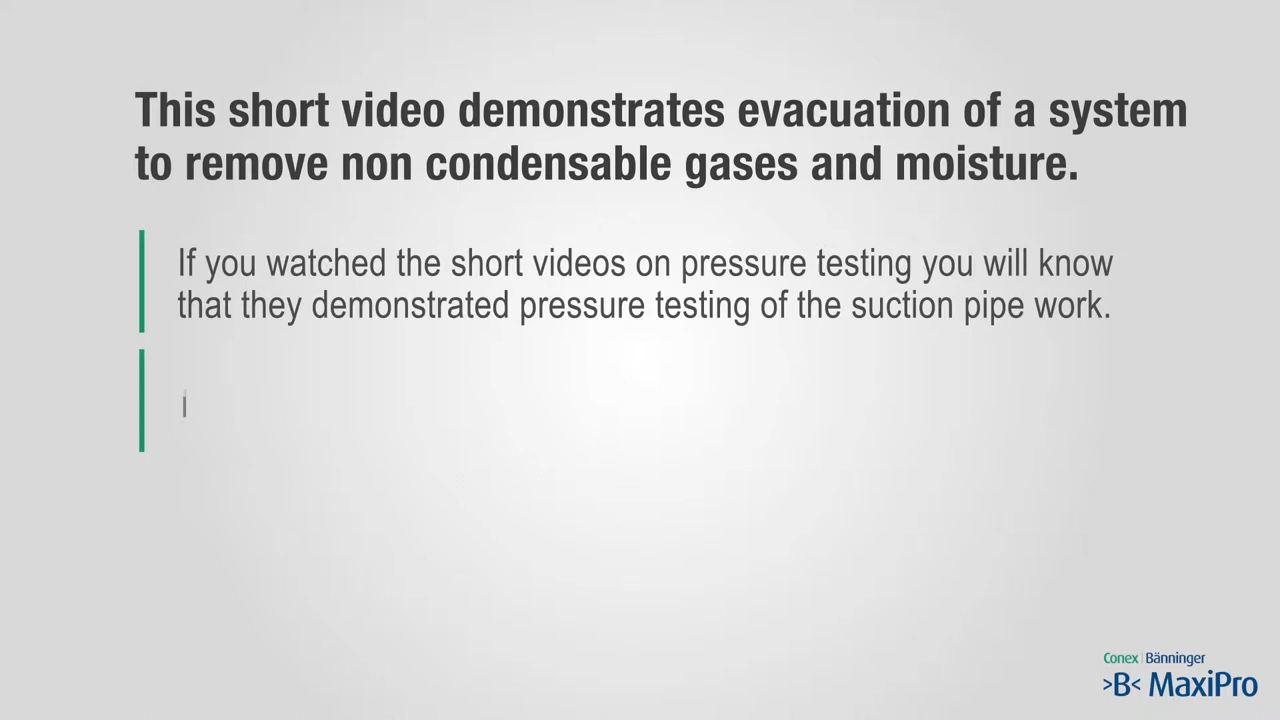 This short video demonstrates evacuation of a system
to remove non condensable gases and moisture.
If you watched the short videos on pressure testing you will know
that they demonstrated pressure testing of the suction pipe work.
Conex | Bänninger
>B< MaxiPro